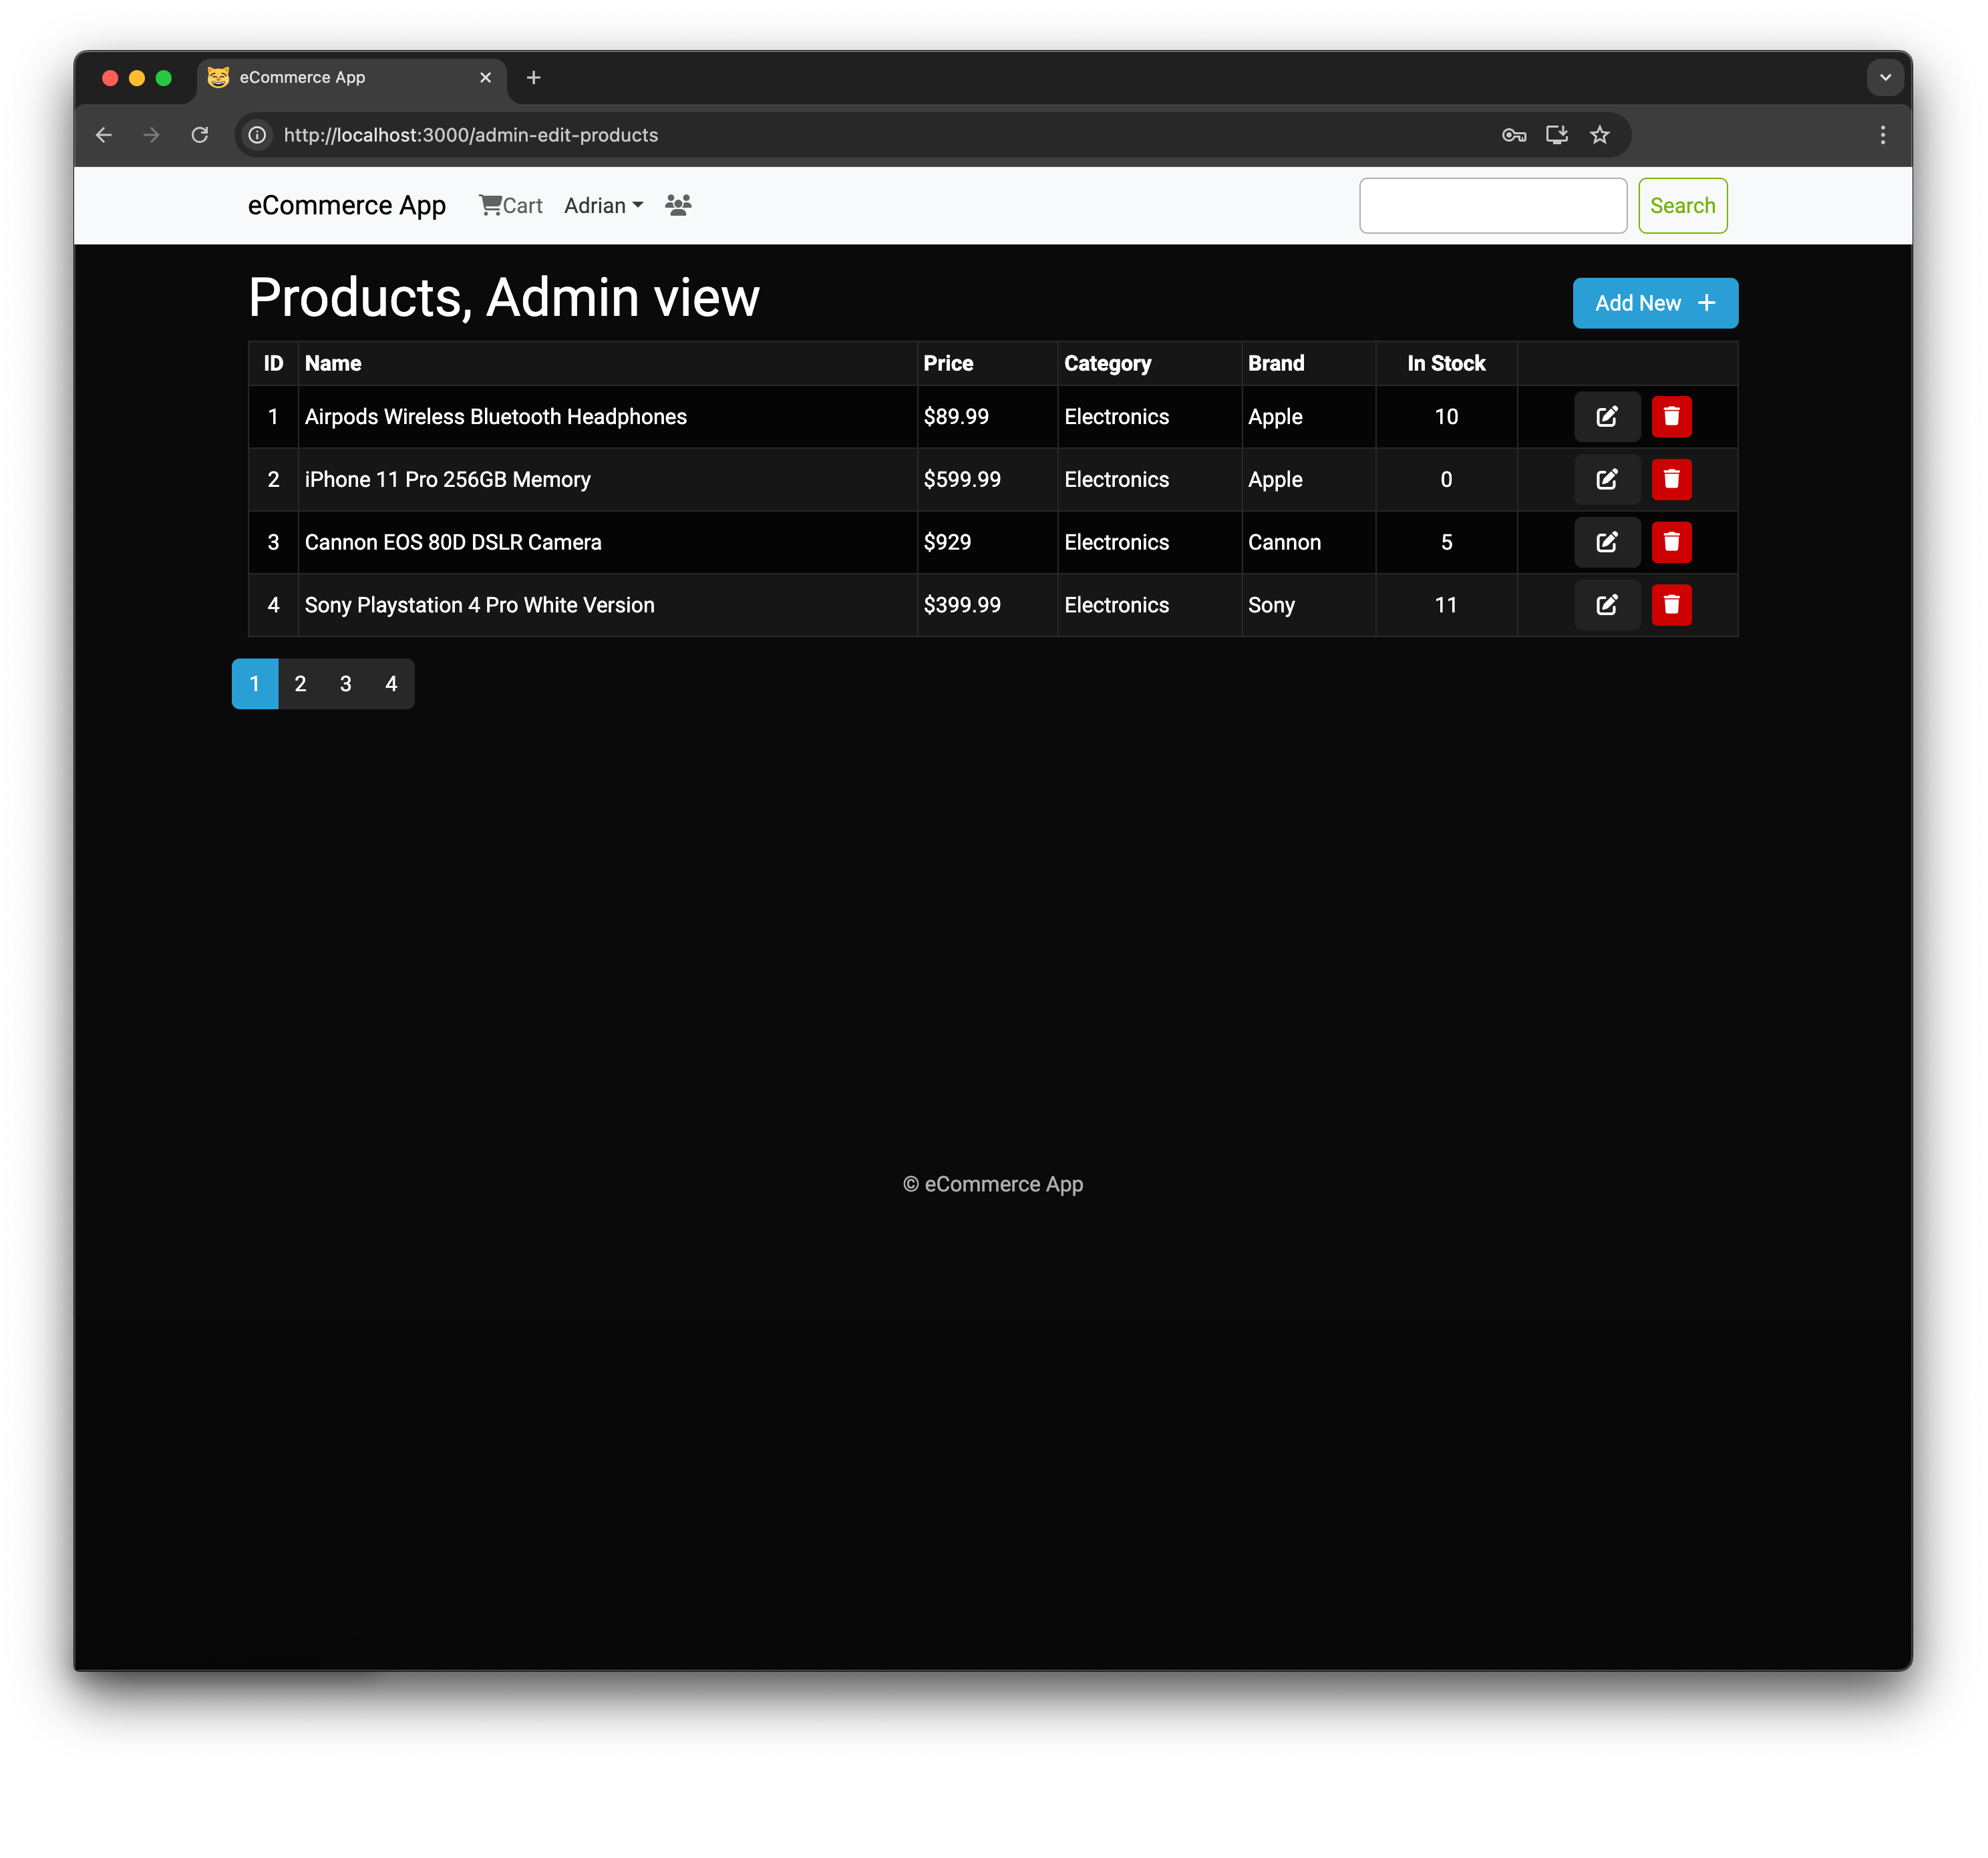 eCommerce App
http://localhost:3000/admin-edit-products
eCommerce App Cart Adrian Search
Products, Admin view
Add New +
ID Name Price Category Brand In Stock
1 Airpods Wireless Bluetooth Headphones $89.99 Electronics Apple 10
2 iPhone 11 Pro 256GB Memory $599.99 Electronics Apple 0
3 Cannon EOS 80D DSLR Camera $929 Electronics Cannon 5
4 Sony Playstation 4 Pro White Version $399.99 Electronics Sony 11
1 2 3 4
© eCommerce App